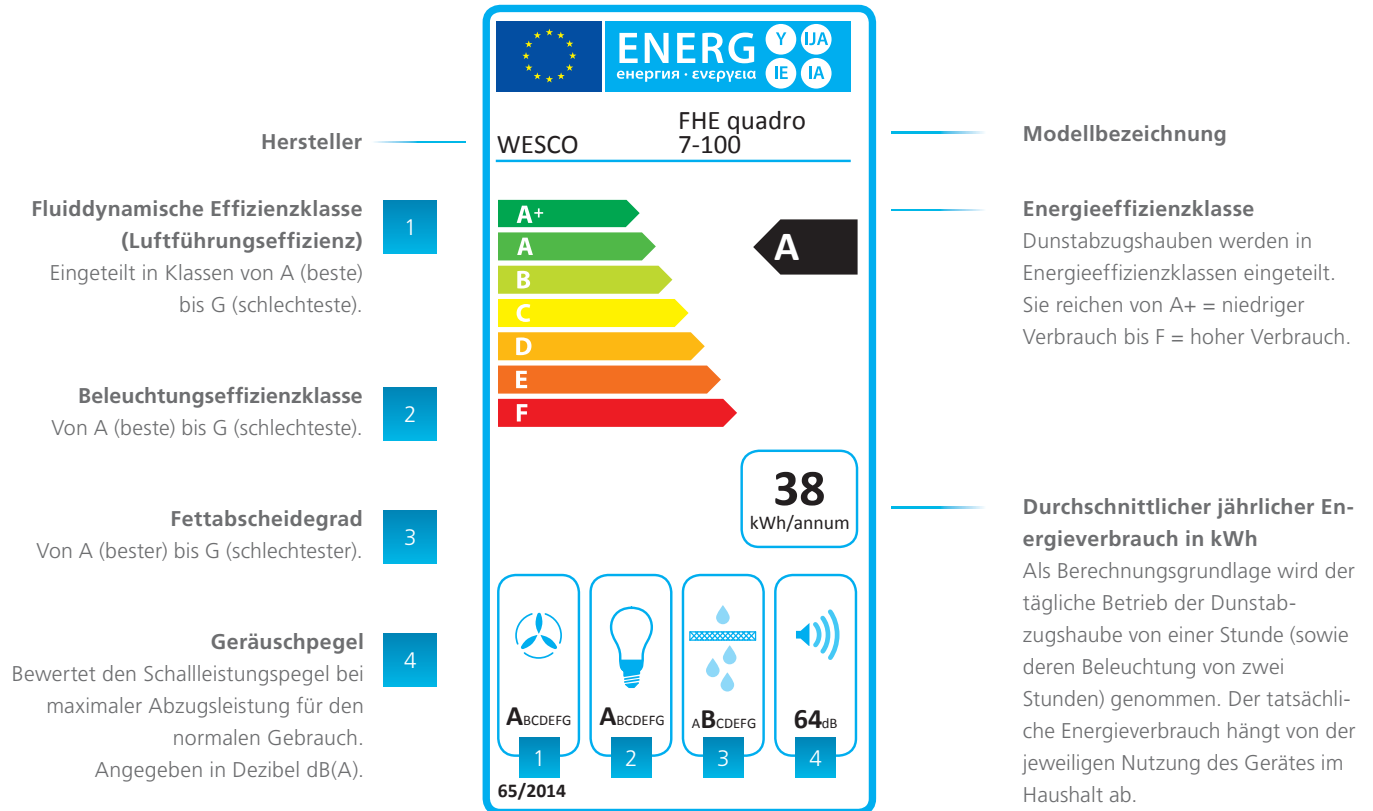 ENERG
Y
IJA
IE
IA
енергия · ενεργεια
WESCO
FHE quadro
7-100
Hersteller
Modellbezeichnung
Fluiddynamische Effizienzklasse
(Luftführungseffizienz)
Eingeteilt in Klassen von A (beste)
bis G (schlechteste).
1
Beleuchtungseffizienzklasse
Von A (beste) bis G (schlechteste).
2
Fettabscheidegrad
Von A (bester) bis G (schlechtester).
3
Geräuschpegel
Bewertet den Schallleistungspegel bei
maximaler Abzugsleistung für den
normalen Gebrauch.
Angegeben in Dezibel dB(A).
4
A+
A
B
C
D
E
F
A
38
kWh/annum
ABCDEFG
ABCDEFG
ABCDEFG
64dB
1
2
3
4
65/2014
Energieeffizienzklasse
Dunstabzugshauben werden in
Energieeffizienzklassen eingeteilt.
Sie reichen von A+ = niedriger
Verbrauch bis F = hoher Verbrauch.
Durchschnittlicher jährlicher En-
ergieverbrauch in kWh
Als Berechnungsgrundlage wird der
tägliche Betrieb der Dunstab-
zugshaube von einer Stunde (sowie
deren Beleuchtung von zwei
Stunden) genommen. Der tatsächli-
che Energieverbrauch hängt von der
jeweiligen Nutzung des Gerätes im
Haushalt ab.